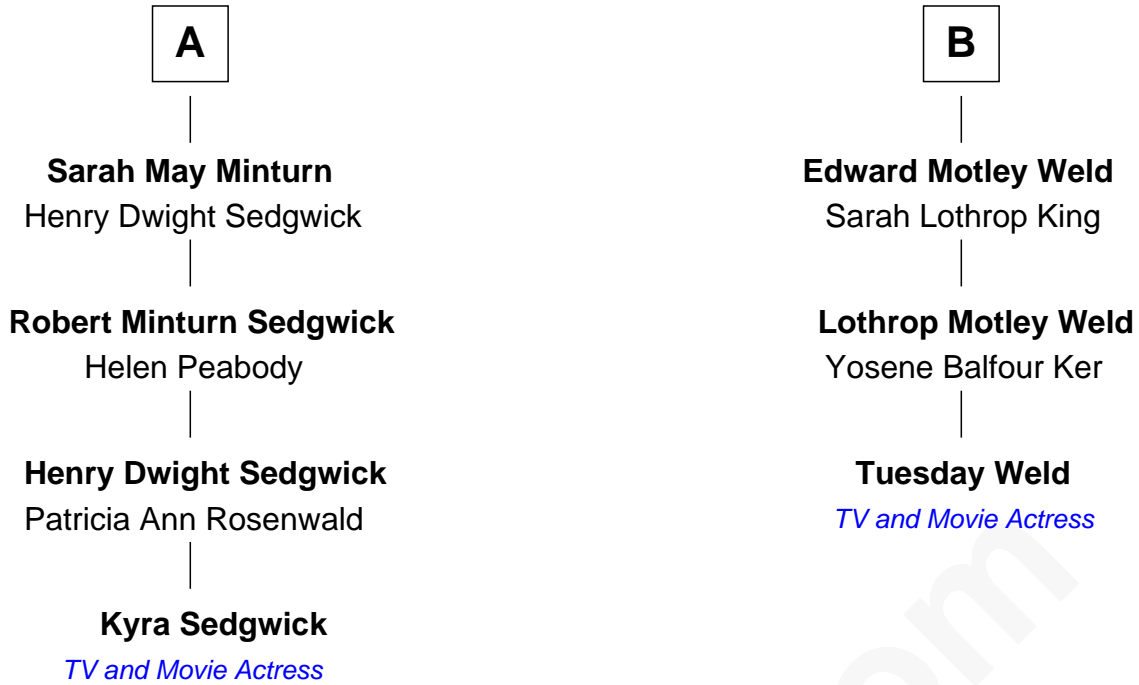 A
Sarah May Minturn
Henry Dwight Sedgwick
Robert Minturn Sedgwick
Helen Peabody
Henry Dwight Sedgwick
Patricia Ann Rosenwald
Kyra Sedgwick
TV and Movie Actress
B
Edward Motley Weld
Sarah Lothrop King
Lothrop Motley Weld
Yosene Balfour Ker
Tuesday Weld
TV and Movie Actress
om